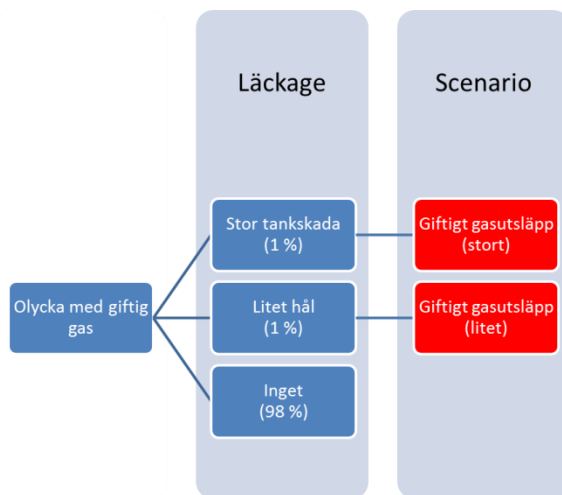 Läckage
Scenario
Stor tankskada
(1 %)
Giftigt gasutsläpp
(stort)
Olycka med giftig
gas
Litet hål
(1 %)
Giftigt gasutsläpp
(litet)
Inget
(98 %)